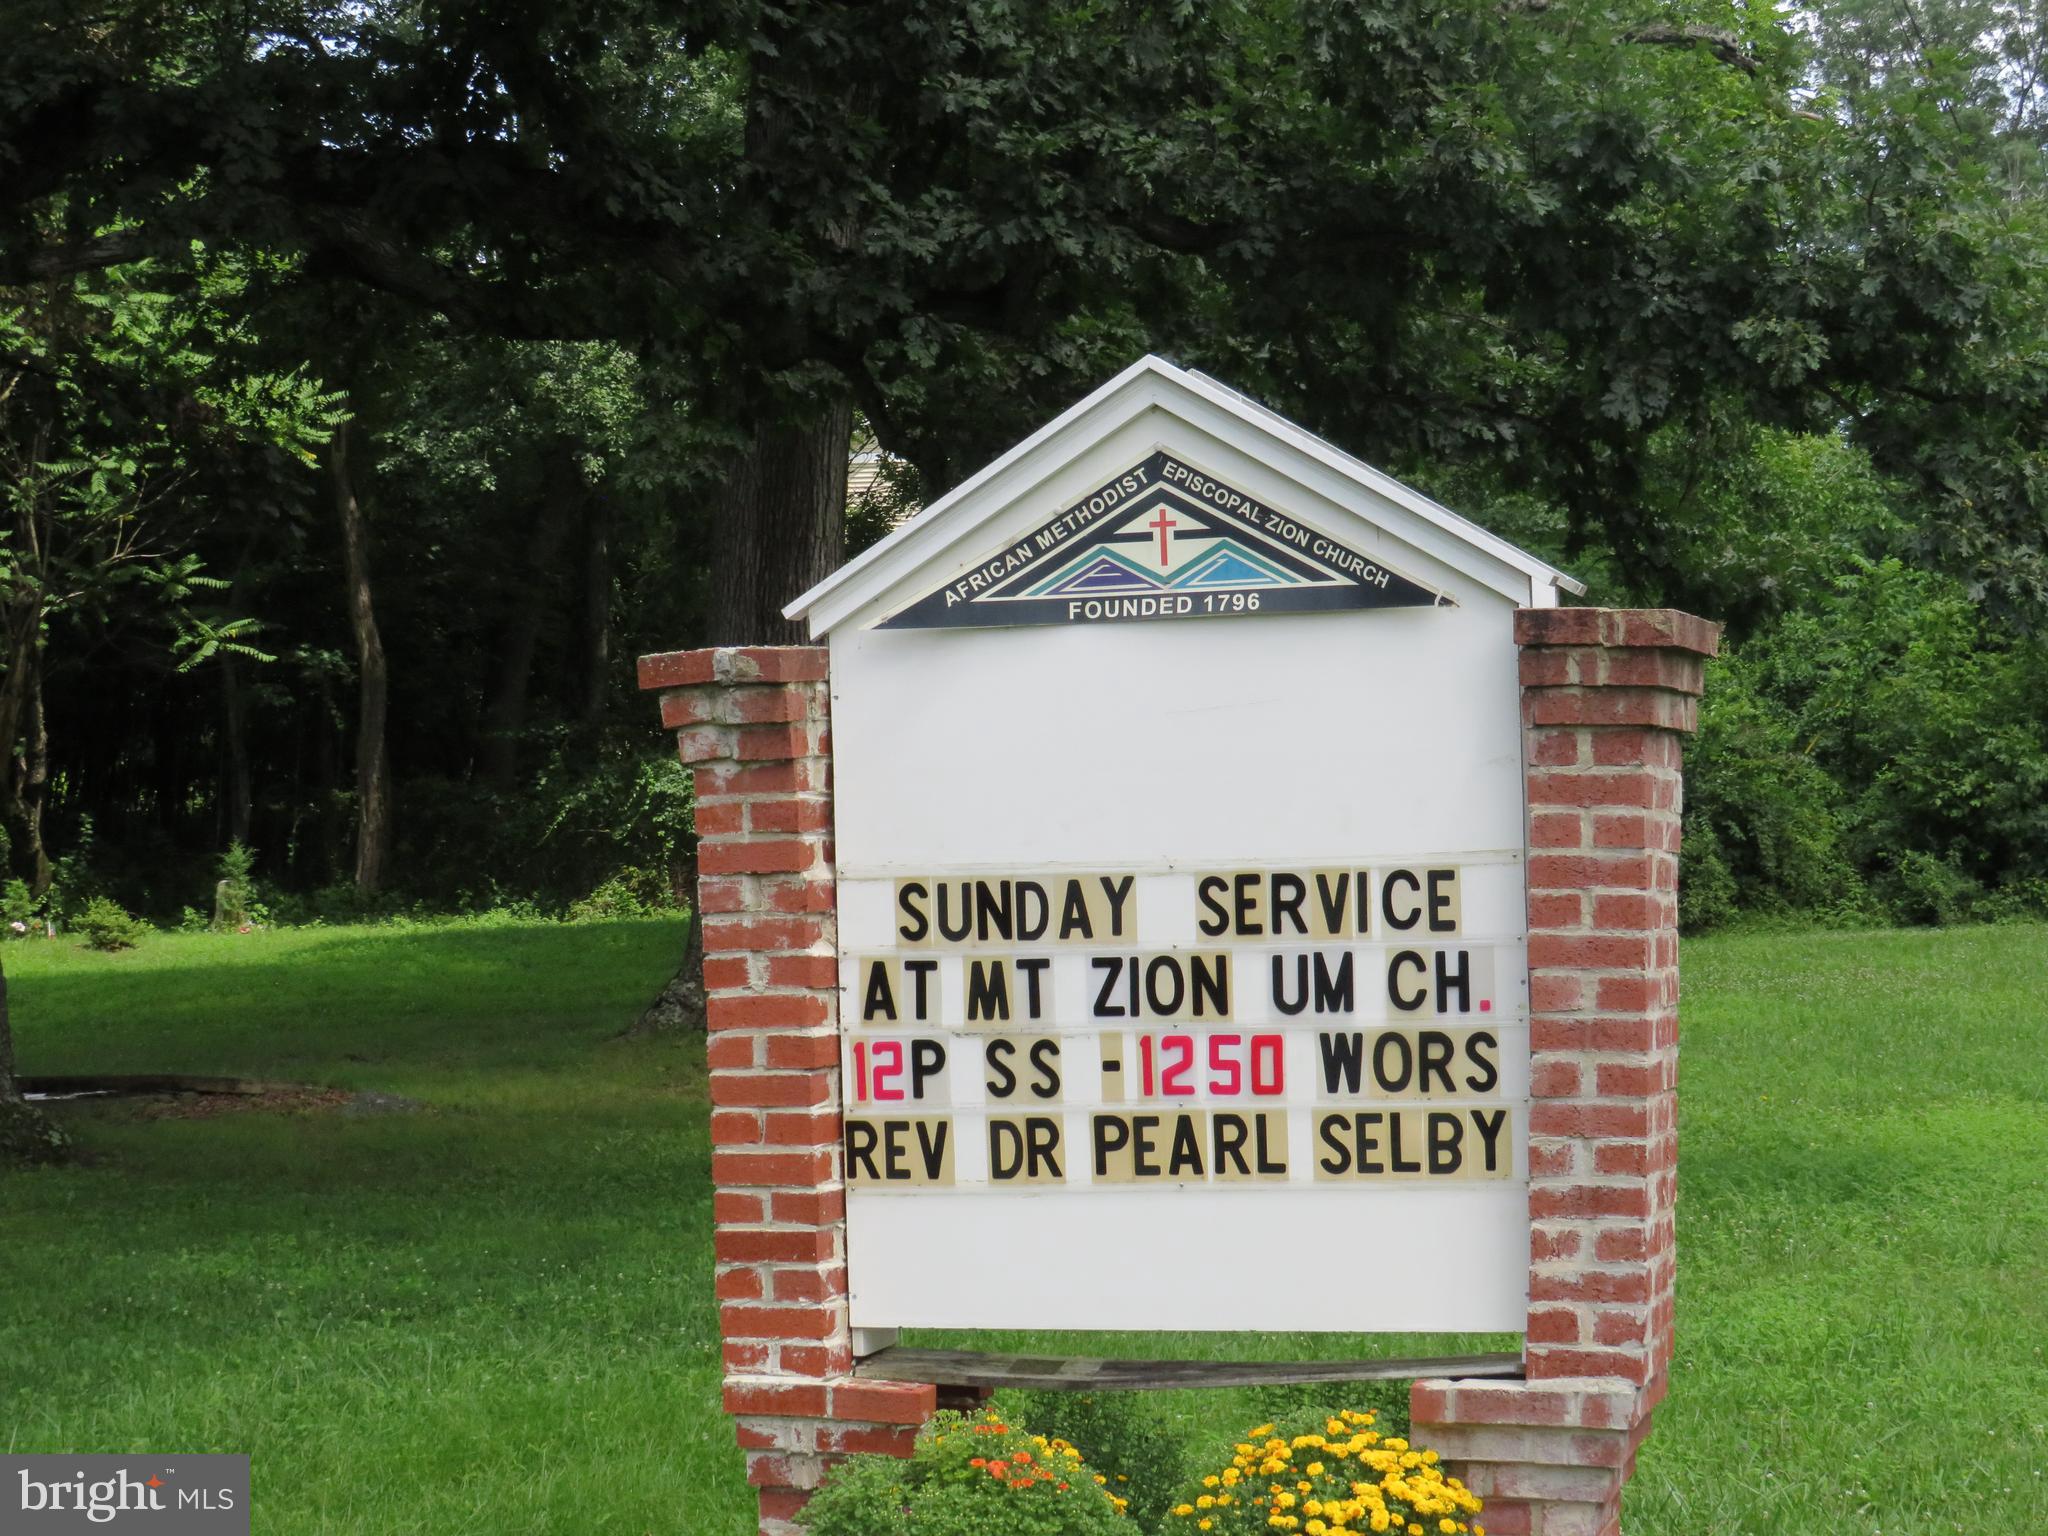 AFRICAN METHODIST EPISCOPAL ZION CHURCH
FOUNDED 1796
SUNDAY SERVICE
AT MT ZION UM CH.
12P SS - 1250 WORS
REV DR PEARL SELBY
bright™ MLS